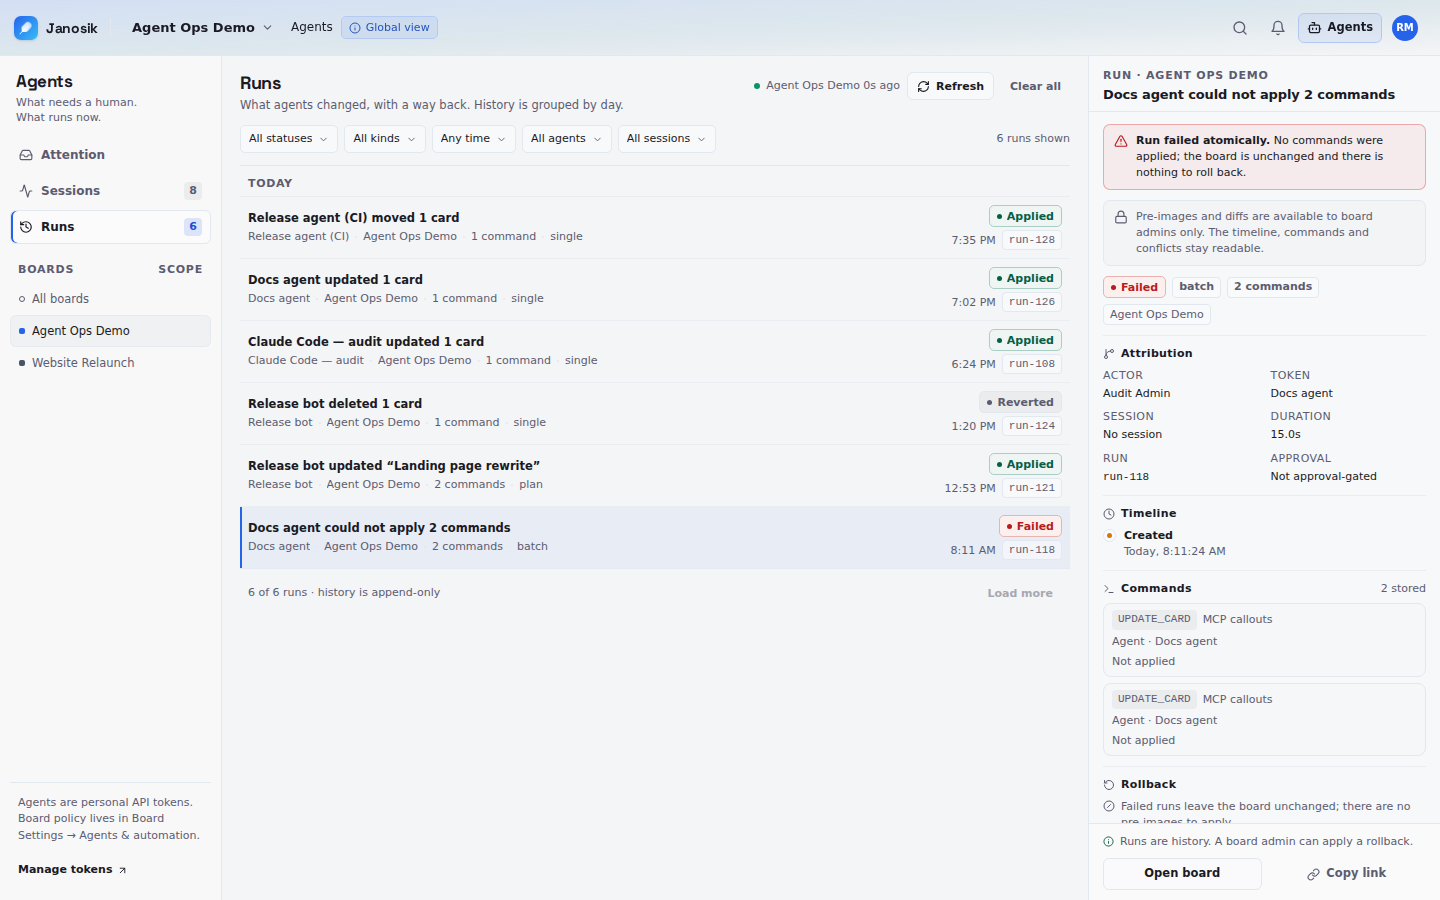 Janosik
Agent Ops Demo
Agents
Global view
Agents
RM
Agents
What needs a human.
What runs now.
Attention
Sessions 8
Runs 6
BOARDS SCOPE
All boards
Agent Ops Demo
Website Relaunch
Agents are personal API tokens.
Board policy lives in Board
Settings → Agents & automation.
Manage tokens
Runs
What agents changed, with a way back. History is grouped by day.
Agent Ops Demo 0s ago
Refresh
Clear all
All statuses
All kinds
Any time
All agents
All sessions
6 runs shown
TODAY
Release agent (CI) moved 1 card
Applied
Release agent (CI) · Agent Ops Demo · 1 command · single
7:35 PM run-128
Docs agent updated 1 card
Applied
Docs agent · Agent Ops Demo · 1 command · single
7:02 PM run-126
Claude Code — audit updated 1 card
Applied
Claude Code — audit · Agent Ops Demo · 1 command · single
6:24 PM run-108
Release bot deleted 1 card
Reverted
Release bot · Agent Ops Demo · 1 command · single
1:20 PM run-124
Release bot updated “Landing page rewrite”
Applied
Release bot · Agent Ops Demo · 2 commands · plan
12:53 PM run-121
Docs agent could not apply 2 commands
Failed
Docs agent · Agent Ops Demo · 2 commands · batch
8:11 AM run-118
6 of 6 runs · history is append-only
Load more
RUN · AGENT OPS DEMO
Docs agent could not apply 2 commands
Run failed atomically. No commands were
applied; the board is unchanged and there is
nothing to roll back.
Pre-images and diffs are available to board
admins only. The timeline, commands and
conflicts stay readable.
Failed
batch
2 commands
Agent Ops Demo
Attribution
ACTOR TOKEN
Audit Admin Docs agent
SESSION DURATION
No session 15.0s
RUN APPROVAL
run-118 Not approval-gated
Timeline
Created
Today, 8:11:24 AM
Commands 2 stored
UPDATE_CARD MCP callouts
Agent · Docs agent
Not applied
UPDATE_CARD MCP callouts
Agent · Docs agent
Not applied
Rollback
Failed runs leave the board unchanged; there are no
pre-images to apply.
Runs are history. A board admin can apply a rollback.
Open board
Copy link